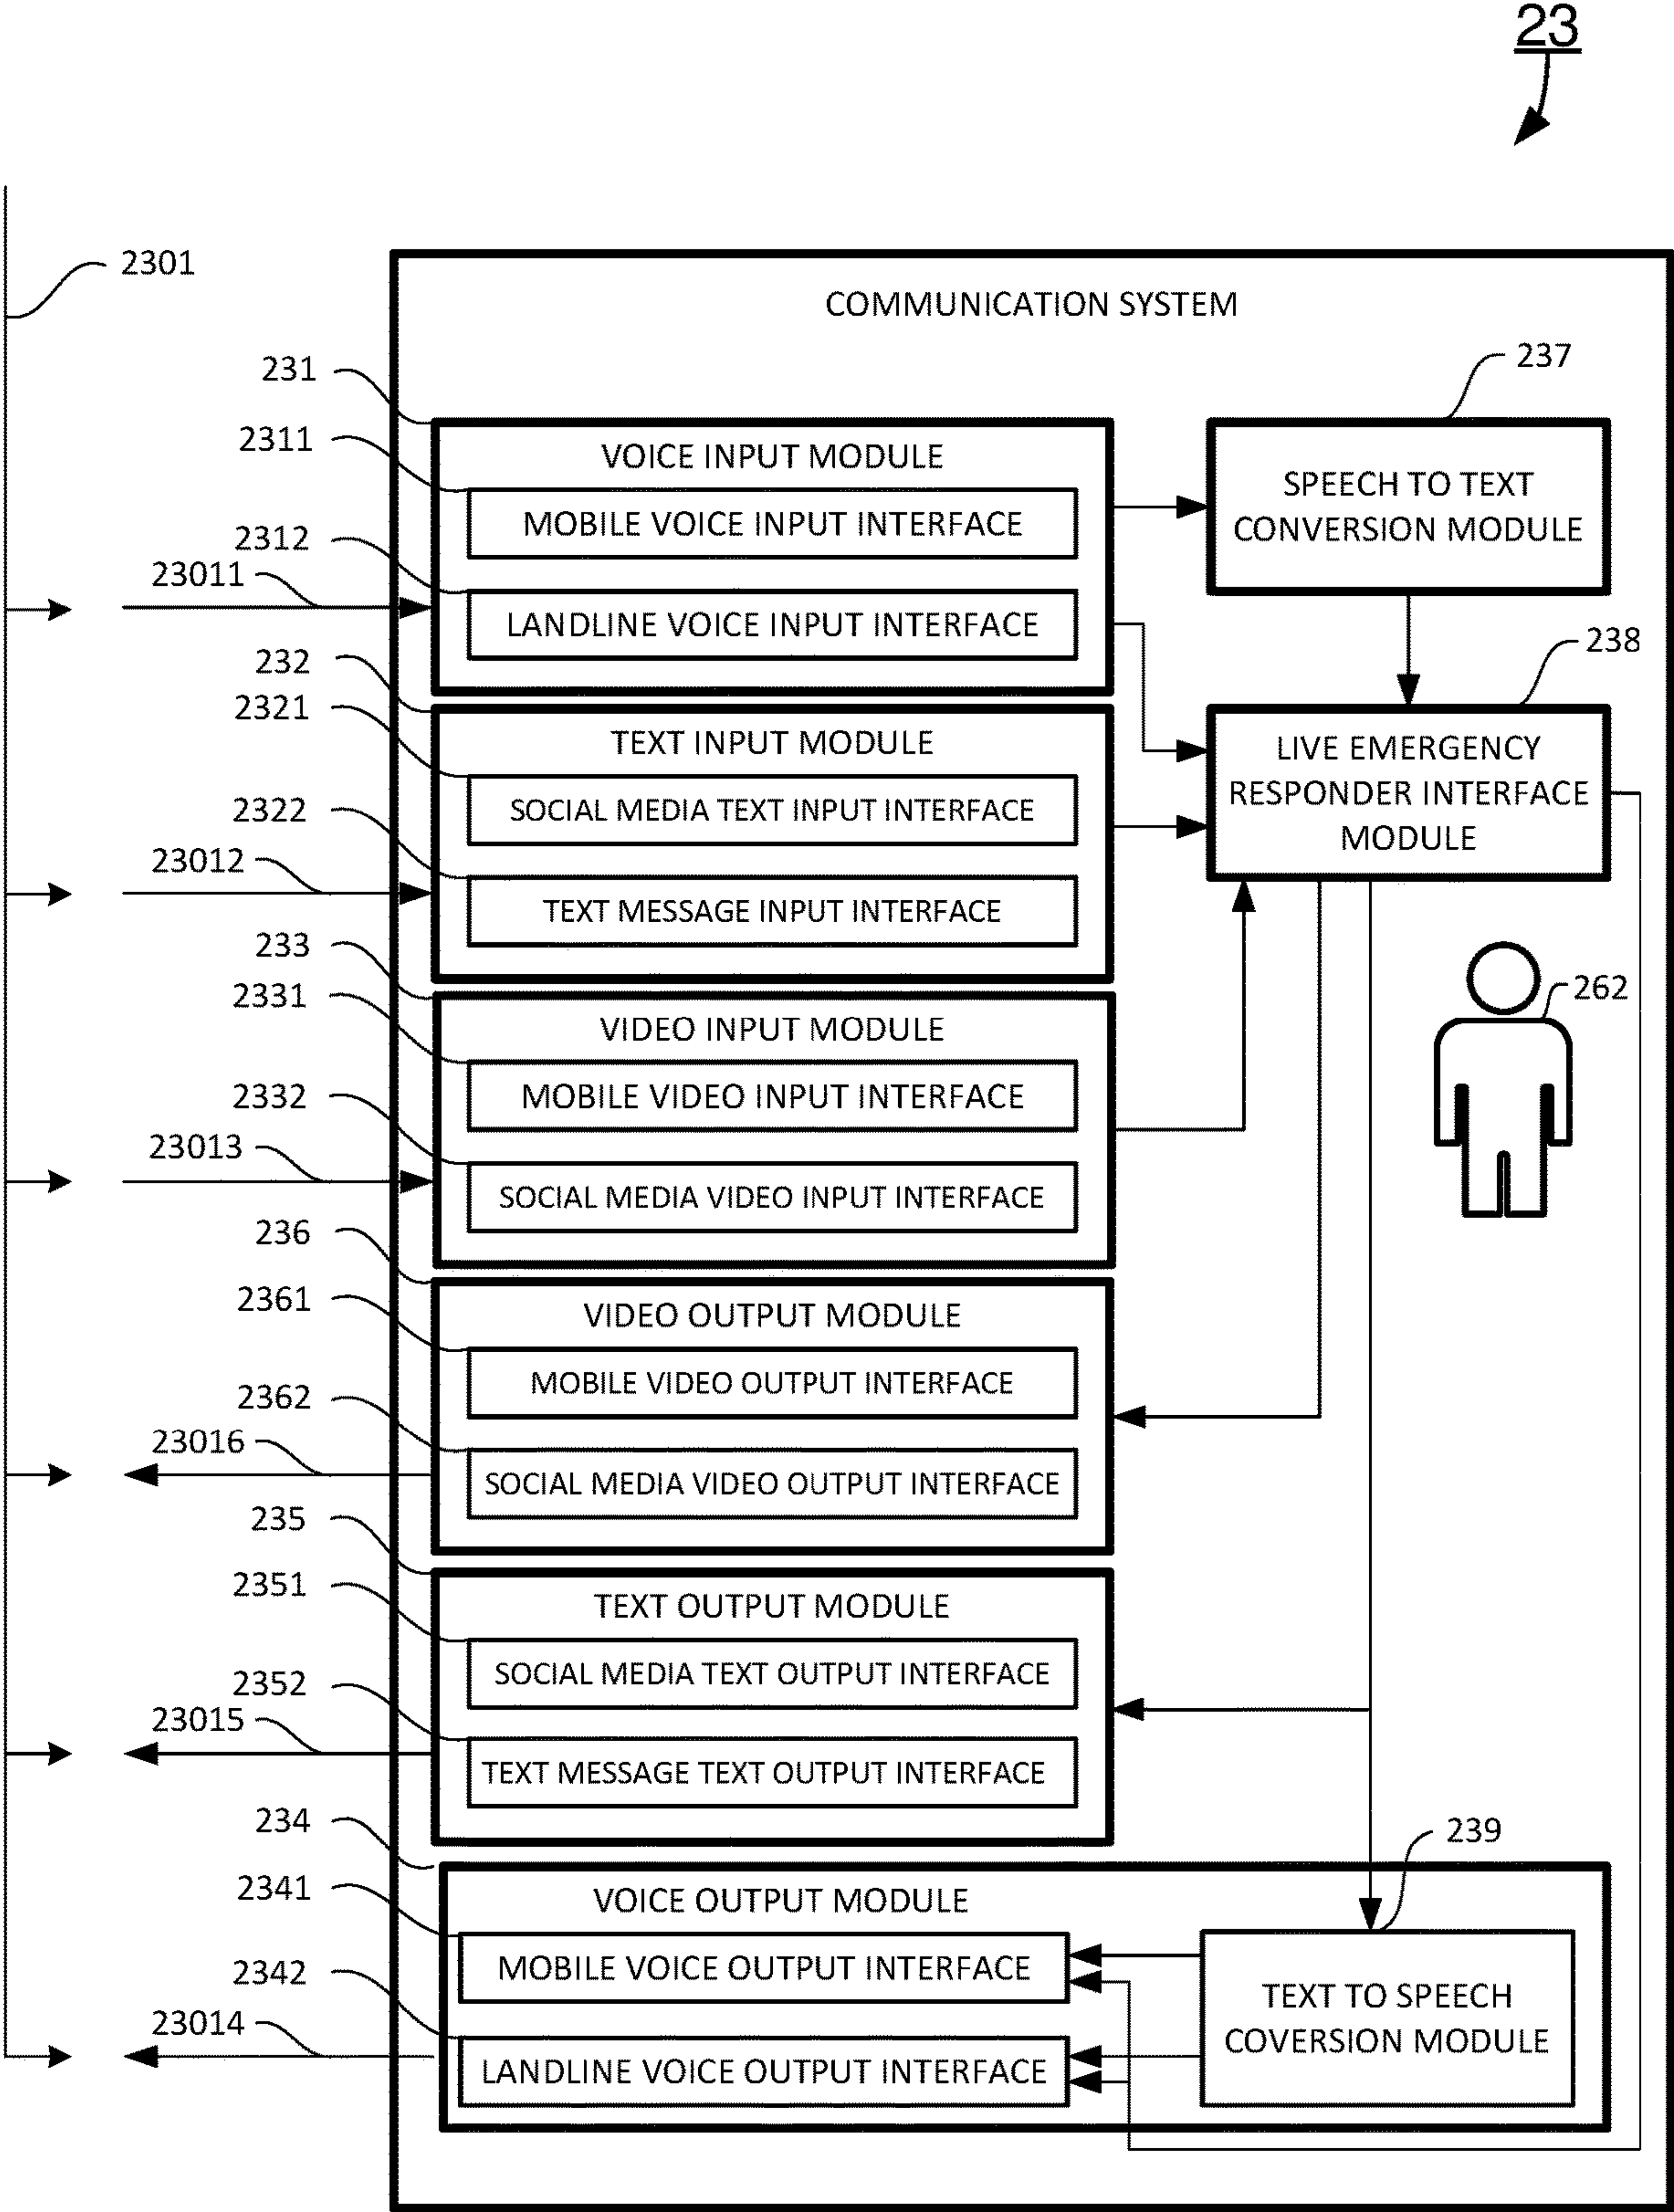 23
2301
COMMUNICATION SYSTEM
231
237
2311
VOICE INPUT MODULE
MOBILE VOICE INPUT INTERFACE
SPEECH TO TEXT
CONVERSION MODULE
2312
23011
LANDLINE VOICE INPUT INTERFACE
232
238
2321
TEXT INPUT MODULE
LIVE EMERGENCY
RESPONDER INTERFACE
MODULE
SOCIAL MEDIA TEXT INPUT INTERFACE
2322
23012
TEXT MESSAGE INPUT INTERFACE
233
262
2331
VIDEO INPUT MODULE
MOBILE VIDEO INPUT INTERFACE
2332
23013
SOCIAL MEDIA VIDEO INPUT INTERFACE
236
2361
VIDEO OUTPUT MODULE
MOBILE VIDEO OUTPUT INTERFACE
2362
23016
SOCIAL MEDIA VIDEO OUTPUT INTERFACE
235
2351
TEXT OUTPUT MODULE
SOCIAL MEDIA TEXT OUTPUT INTERFACE
2352
23015
TEXT MESSAGE TEXT OUTPUT INTERFACE
234
239
2341
VOICE OUTPUT MODULE
MOBILE VOICE OUTPUT INTERFACE
2342
TEXT TO SPEECH
COVERSION MODULE
23014
LANDLINE VOICE OUTPUT INTERFACE